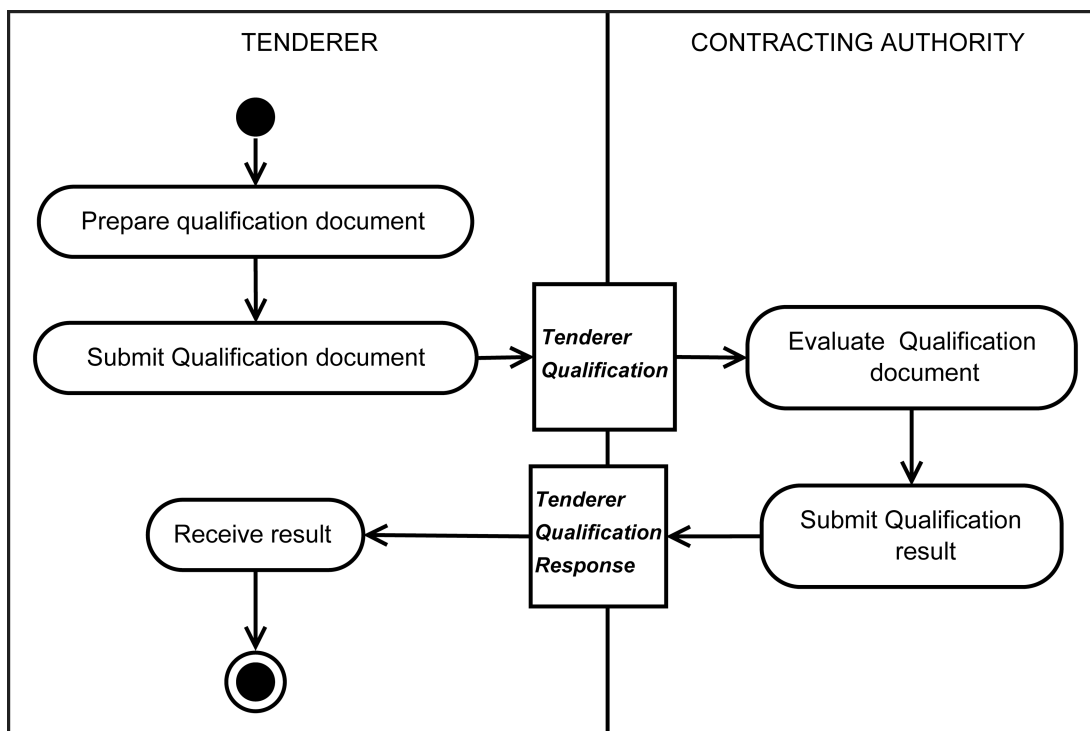 TENDERER
CONTRACTING AUTHORITY
Prepare qualification document
Submit Qualification document
Tenderer
Qualification
Evaluate Qualification
document
Submit Qualification
result
Tenderer
Qualification
Response
Receive result